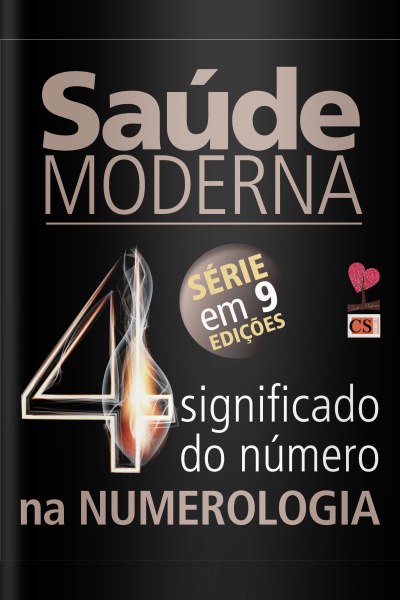 Saúde
MODERNA
SÉRIE
em 9
EDIÇÕES
CS
4
significado
do número
na NUMEROLOGIA